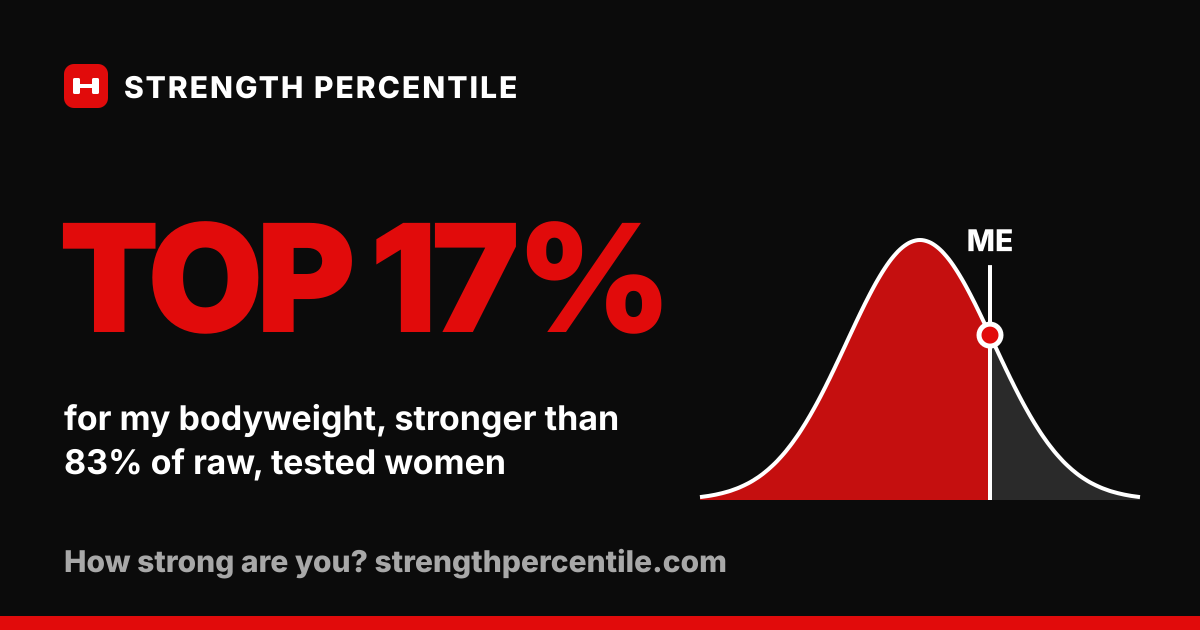 STRENGTH PERCENTILE
TOP 17%
ME
for my bodyweight, stronger than
83% of raw, tested women
How strong are you? strengthpercentile.com